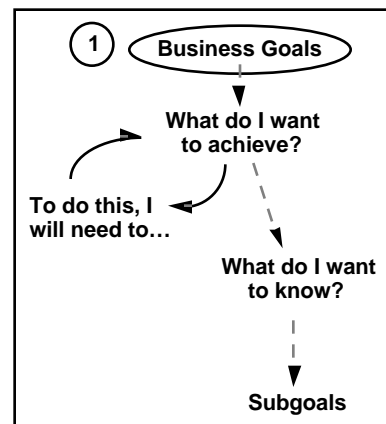 1
Business Goals
What do I want
to achieve?
To do this, I
will need to…
What do I want
to know?
Subgoals